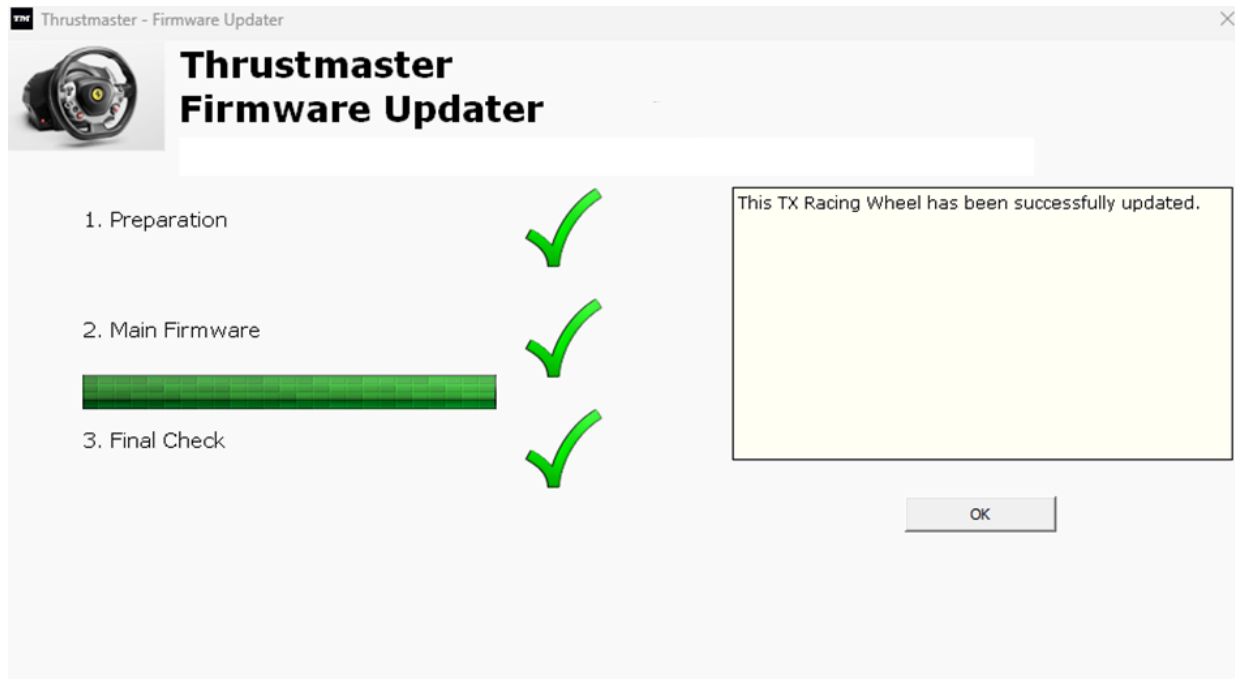 TM Thrustmaster - Firmware Updater
Thrustmaster
Firmware Updater
1. Preparation
2. Main Firmware
3. Final Check
This TX Racing Wheel has been successfully updated.
OK